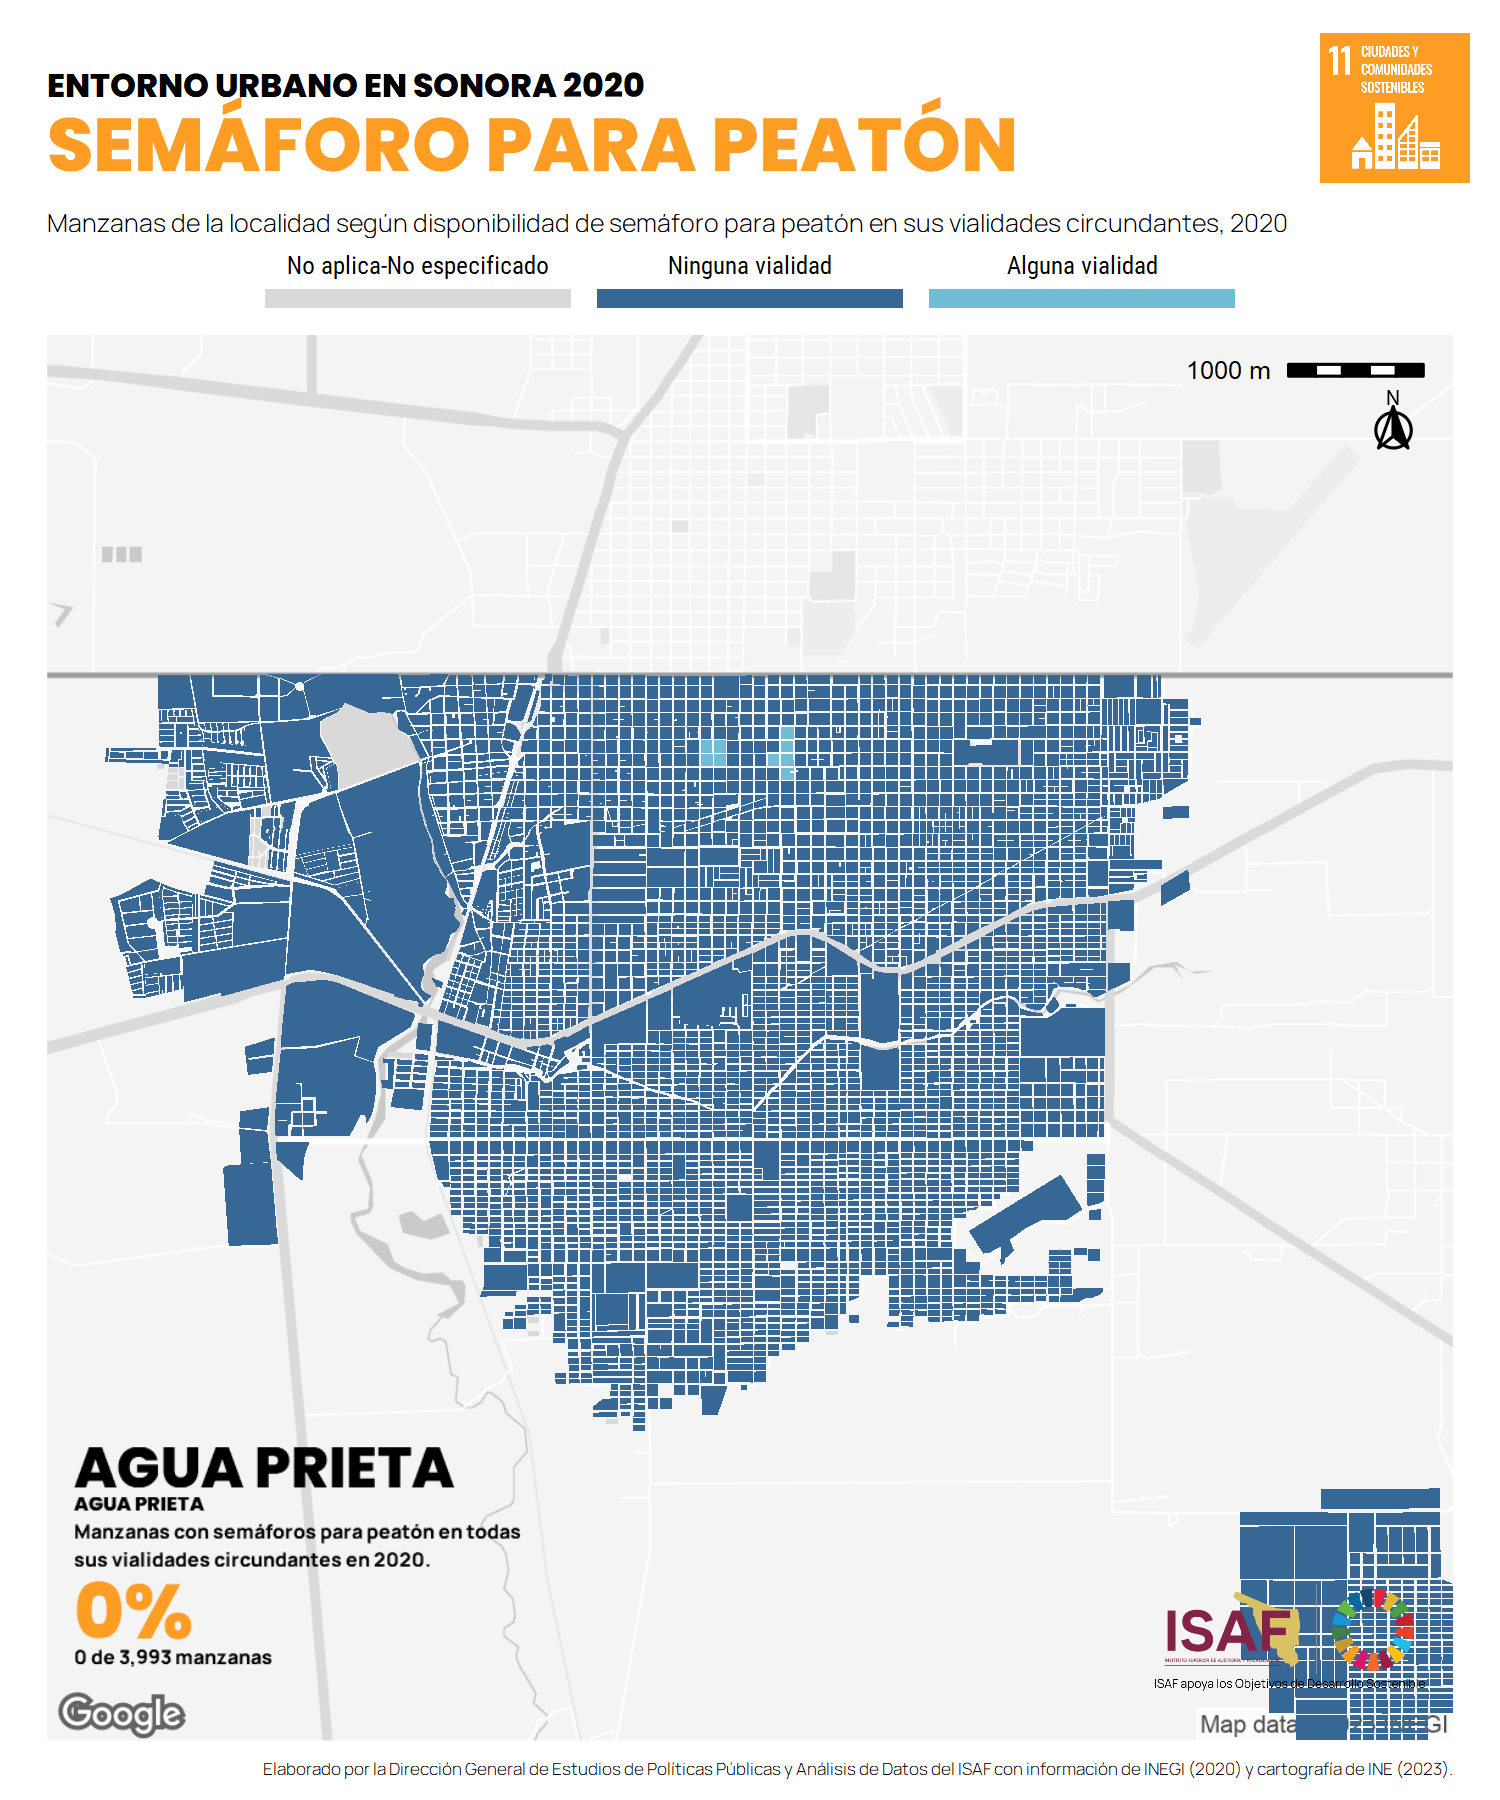 11 CIUDADES Y
COMUNIDADES
SOSTENIBLES
ENTORNO URBANO EN SONORA 2020
SEMÁFORO PARA PEATÓN
Manzanas de la localidad según disponibilidad de semáforo para peatón en sus vialidades circundantes, 2020
No aplica-No especificado
Ninguna vialidad
Alguna vialidad
1000 m
N
AGUA PRIETA
AGUA PRIETA
Manzanas con semáforos para peatón en todas
sus vialidades circundantes en 2020.
0%
0 de 3,993 manzanas
Google
ISAF
ISAF apoya los Objetivos de Desarrollo Sostenible
Map data
Elaborado por la Dirección General de Estudios de Políticas Públicas y Análisis de Datos del ISAF con información de INEGI (2020) y cartografía de INE (2023).